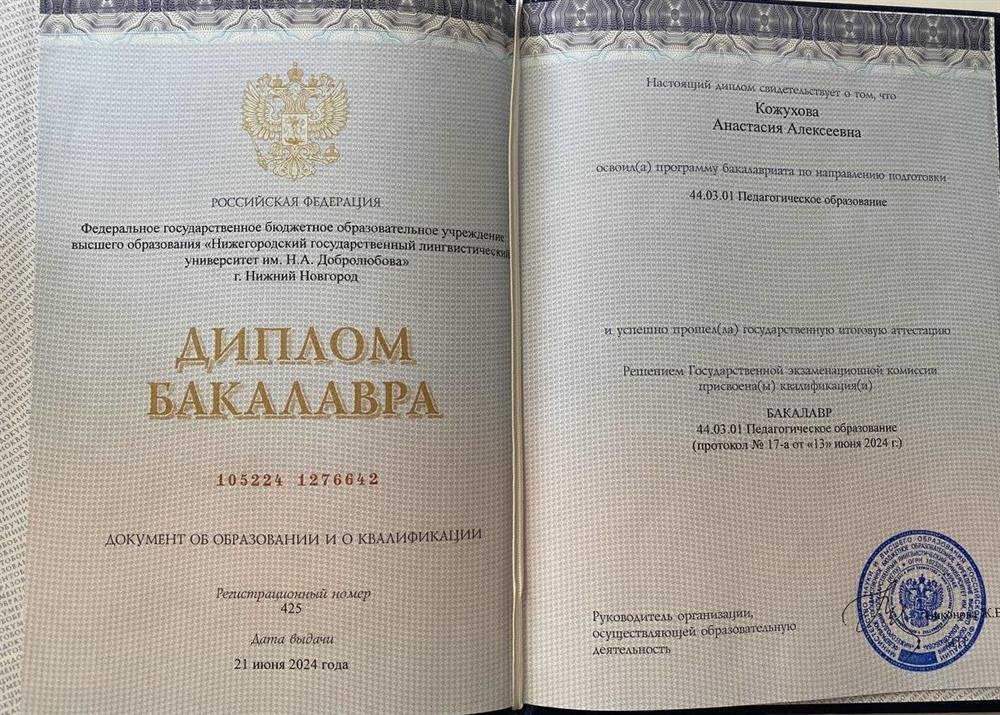 РОССИЙСКАЯ ФЕДЕРАЦИЯ
Федеральное государственное бюджетное образовательное учреждение
высшего образования «Нижегородский государственный лингвистический
университет им. Н.А. Добролюбова»
г. Нижний Новгород
ДИПЛОМ
БАКАЛАВРА
105224 1276642
ДОКУМЕНТ ОБ ОБРАЗОВАНИИ И О КВАЛИФИКАЦИИ
Регистрационный номер
425
Дата выдачи
21 июня 2024 года
Настоящий диплом свидетельствует о том, что
Кожухова
Анастасия Алексеевна
освоил(а) программу бакалавриата по направлению подготовки
44.03.01 Педагогическое образование
и успешно прошел(ла) государственную итоговую аттестацию
Решением Государственной экзаменационной комиссии
присвоена(ы) квалификация(и)
БАКАЛАВР
44.03.01 Педагогическое образование
(протокол № 17-а от «13» июня 2024 г.)
Руководитель организации,
осуществляющей образовательную
деятельность